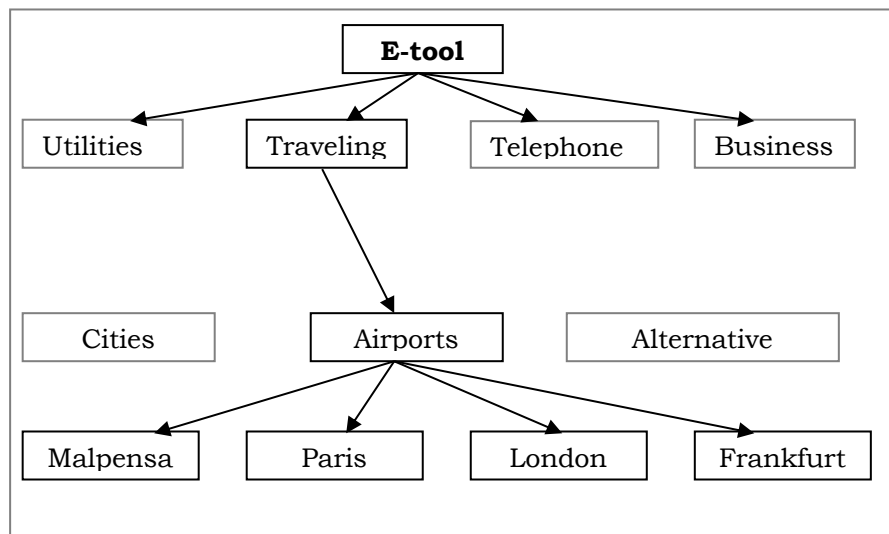 E-tool
Utilities
Traveling
Telephone
Business
Cities
Airports
Alternative
Malpensa
Paris
London
Frankfurt